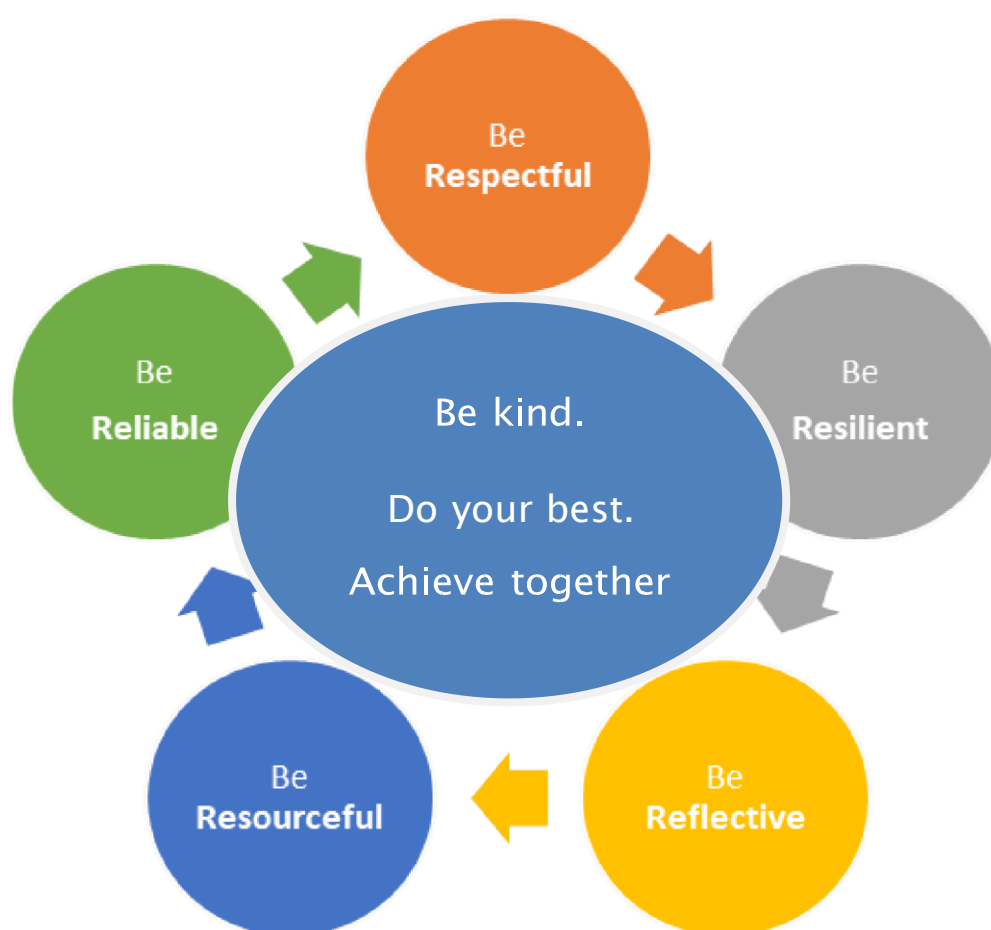 Be
Respectful
Be
Resilient
Be
Reflective
Be
Resourceful
Be
Reliable
Be kind.
Do your best.
Achieve together